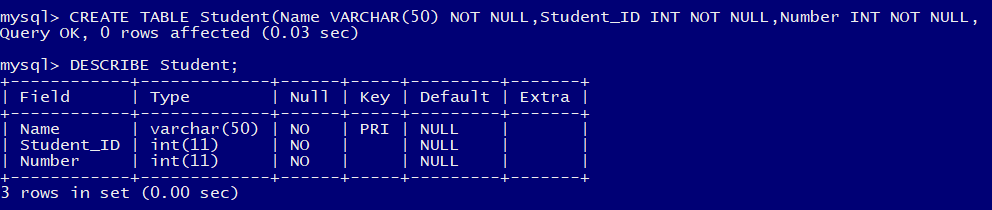 mysql> CREATE TABLE Student(Name VARCHAR(50) NOT NULL,Student_ID INT NOT NULL,Number INT NOT NULL,
Query OK, 0 rows affected (0.03 sec)
mysql> DESCRIBE Student;
+------------+-------------+------+-----+---------+-------+
| Field      | Type        | Null | Key | Default | Extra |
+------------+-------------+------+-----+---------+-------+
| Name       | varchar(50) | NO   | PRI | NULL    |       |
| Student_ID | int(11)     | NO   |     | NULL    |       |
| Number     | int(11)     | NO   |     | NULL    |       |
+------------+-------------+------+-----+---------+-------+
3 rows in set (0.00 sec)